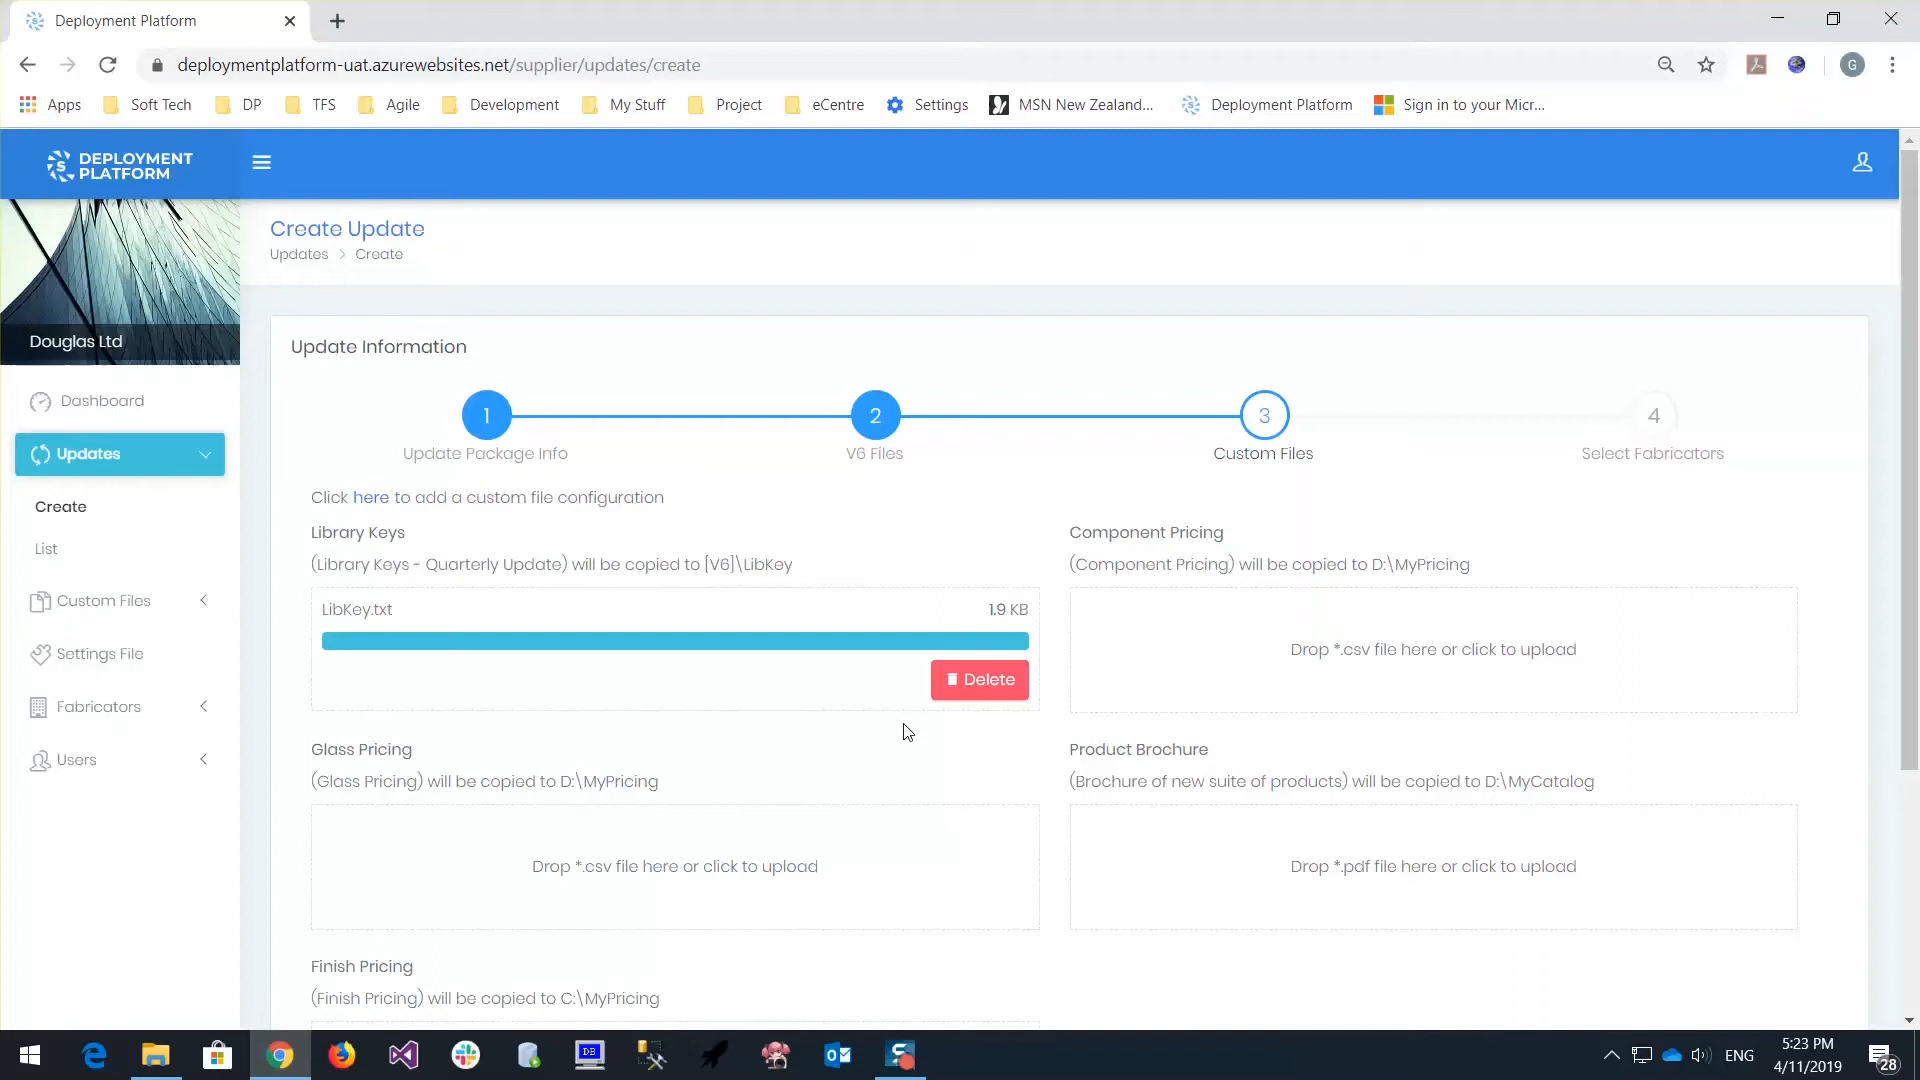 Deployment Platform
deploymentplatform-uat.azurewebsites.net/supplier/updates/create
G
Apps Soft Tech DP TFS Agile Development My Stuff Project eCentre Settings MSN New Zealand... Deployment Platform Sign in to your Micr...
DEPLOYMENT
PLATFORM
Create Update
Updates > Create
Douglas Ltd
Dashboard
Updates
Create
List
Custom Files
Settings File
Fabricators
Users
Update Information
1 2 3 4
Update Package Info V6 Files Custom Files Select Fabricators
Click here to add a custom file configuration
Library Keys
(Library Keys - Quarterly Update) will be copied to [V6]\LibKey
LibKey.txt 1.9 KB
Delete
Component Pricing
(Component Pricing) will be copied to D:\MyPricing
Drop *.csv file here or click to upload
Glass Pricing
(Glass Pricing) will be copied to D:\MyPricing
Drop *.csv file here or click to upload
Product Brochure
(Brochure of new suite of products) will be copied to D:\MyCatalog
Drop *.pdf file here or click to upload
Finish Pricing
(Finish Pricing) will be copied to C:\MyPricing
DB
ENG
5:23 PM
4/11/2019
28